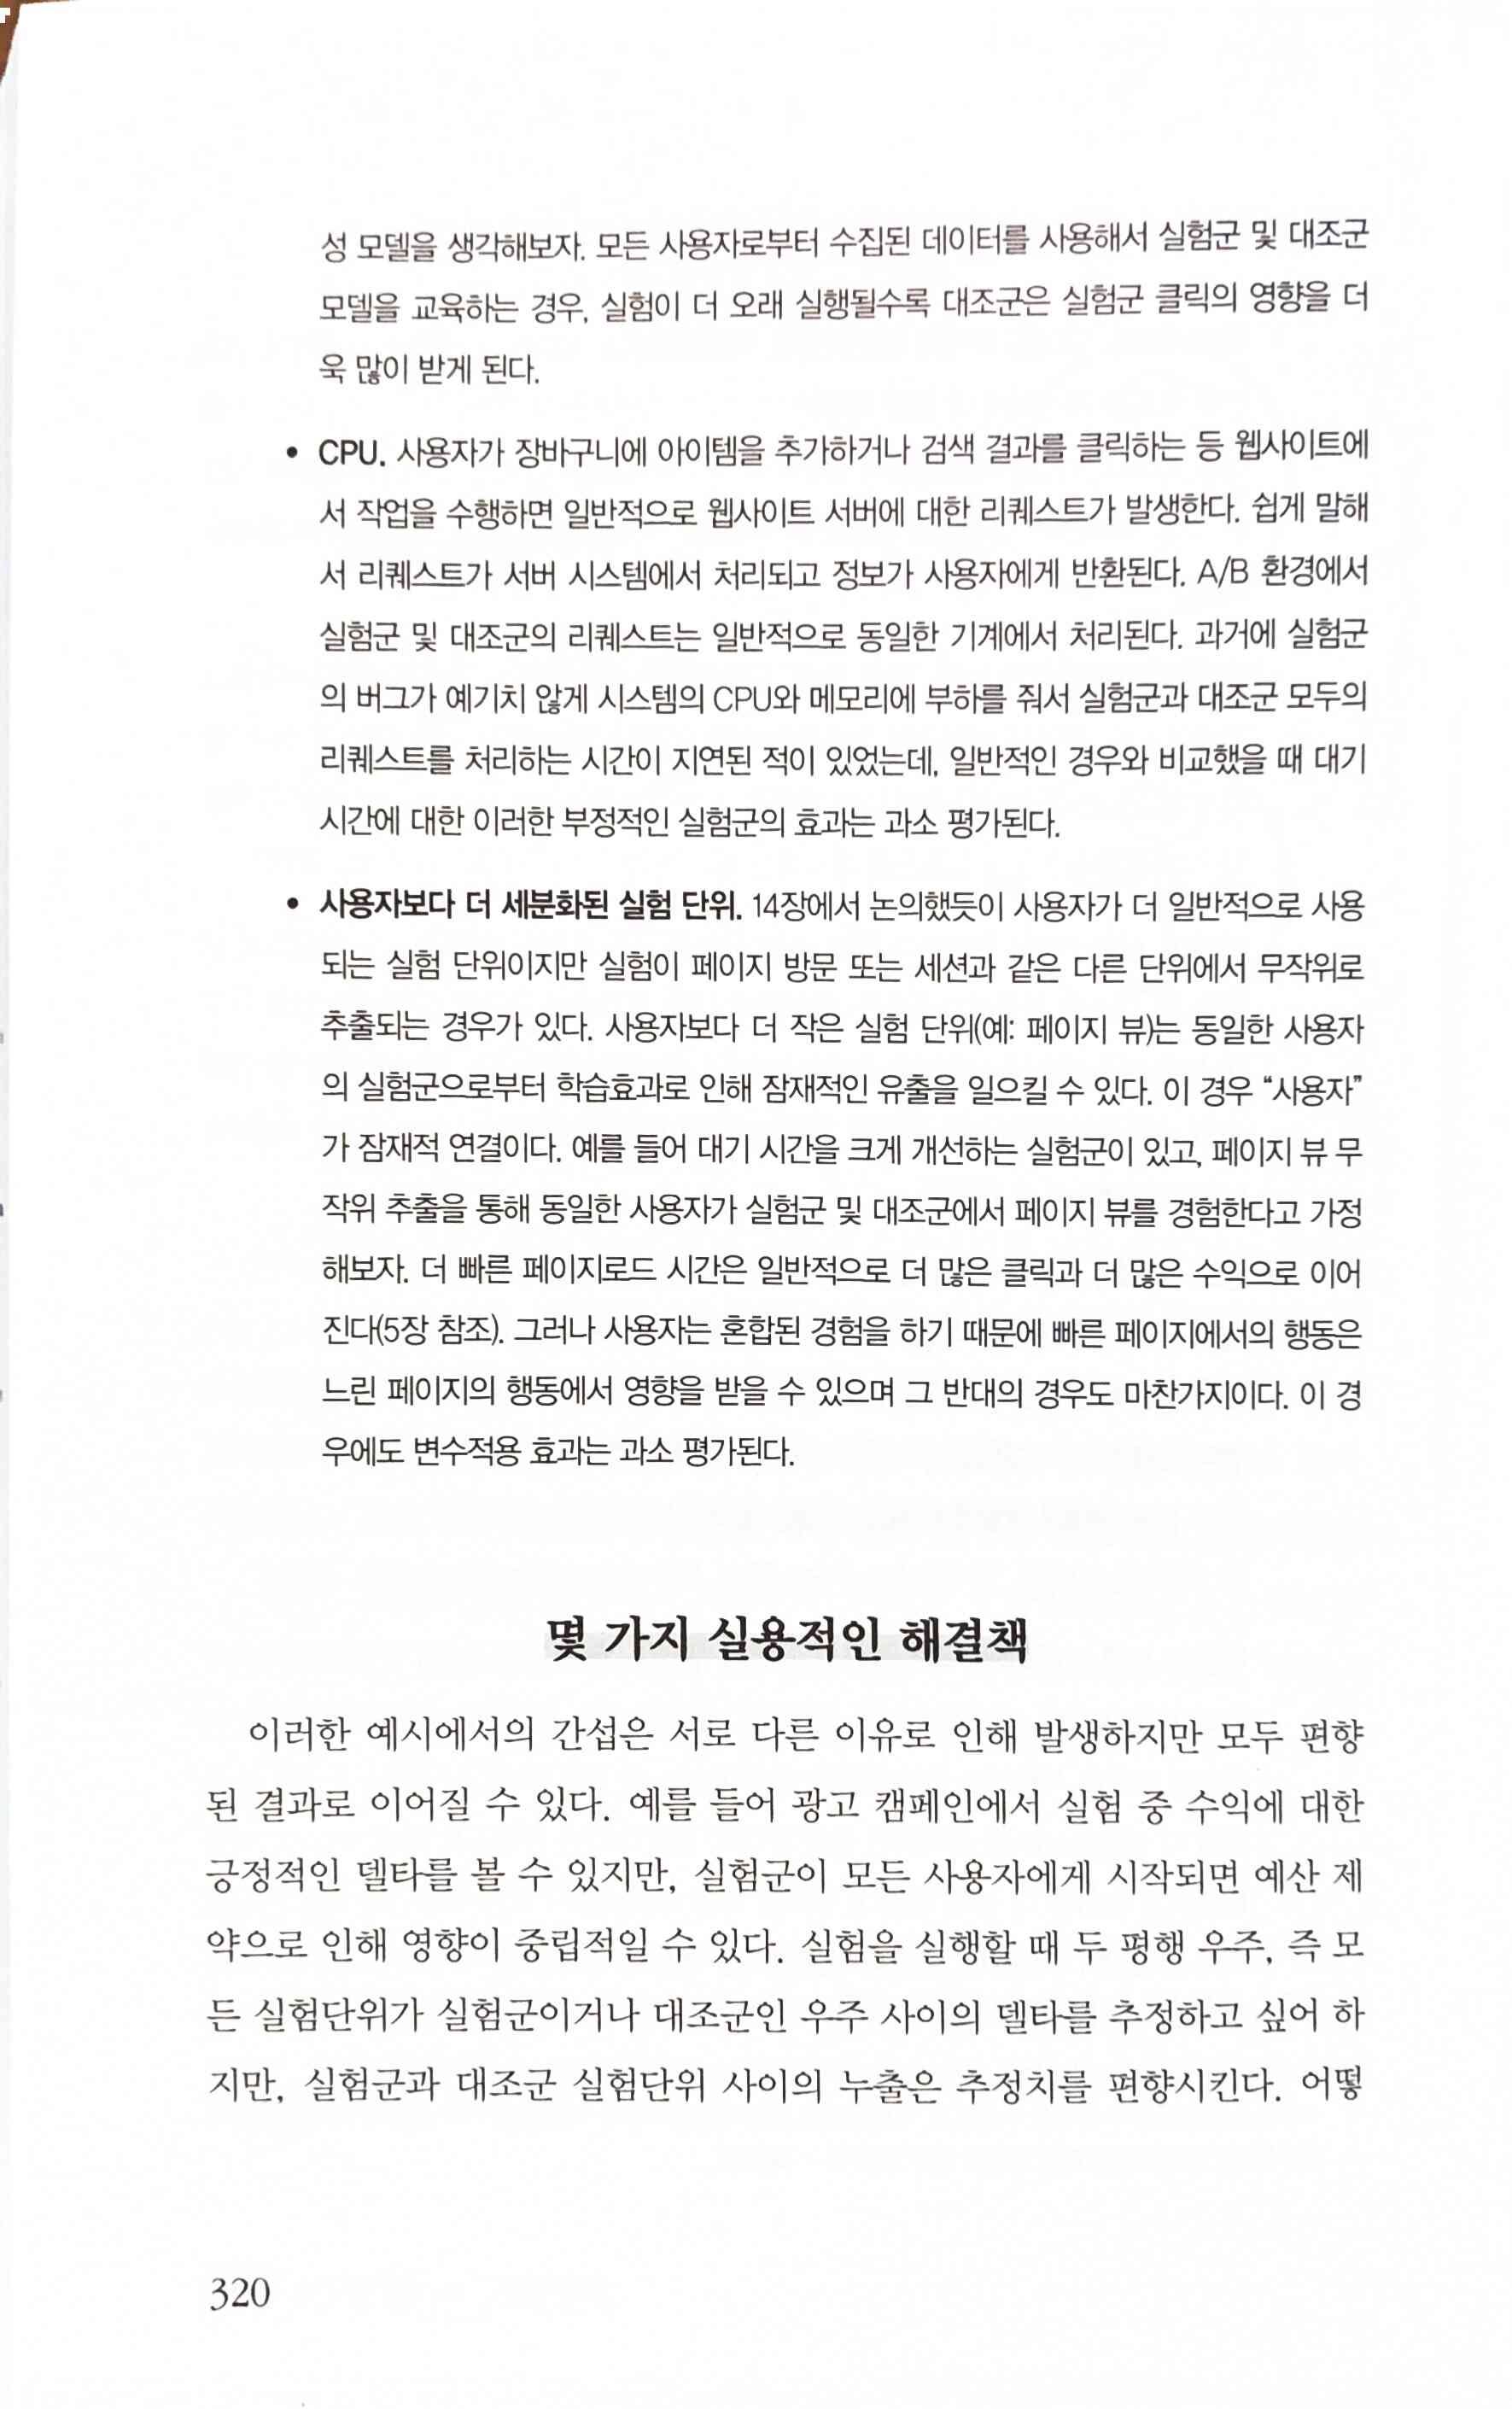 성 모델을 생각해보자. 모든 사용자로부터 수집된 데이터를 사용해서 실험군 및 대조군
모델을 교육하는 경우, 실험이 더 오래 실행될수록 대조군은 실험군 클릭의 영향을 더
욱 많이 받게 된다.
• CPU. 사용자가 장바구니에 아이템을 추가하거나 검색 결과를 클릭하는 등 웹사이트에
서 작업을 수행하면 일반적으로 웹사이트 서버에 대한 리퀘스트가 발생한다. 쉽게 말해
서 리퀘스트가 서버 시스템에서 처리되고 정보가 사용자에게 반환된다. A/B 환경에서
실험군 및 대조군의 리퀘스트는 일반적으로 동일한 기계에서 처리된다. 과거에 실험군
의 버그가 예기치 않게 시스템의 CPU와 메모리에 부하를 줘서 실험군과 대조군 모두의
리퀘스트를 처리하는 시간이 지연된 적이 있었는데, 일반적인 경우와 비교했을 때 대기
시간에 대한 이러한 부정적인 실험군의 효과는 과소 평가된다.
• 사용자보다 더 세분화된 실험 단위. 14장에서 논의했듯이 사용자가 더 일반적으로 사용
되는 실험 단위이지만 실험이 페이지 방문 또는 세션과 같은 다른 단위에서 무작위로
추출되는 경우가 있다. 사용자보다 더 작은 실험 단위(예: 페이지 뷰)는 동일한 사용자
의 실험군으로부터 학습효과로 인해 잠재적인 유출을 일으킬 수 있다. 이 경우 “사용자”
가 잠재적 연결이다. 예를 들어 대기 시간을 크게 개선하는 실험군이 있고, 페이지 뷰 무
작위 추출을 통해 동일한 사용자가 실험군 및 대조군에서 페이지 뷰를 경험한다고 가정
해보자. 더 빠른 페이지로드 시간은 일반적으로 더 많은 클릭과 더 많은 수익으로 이어
진다(5장 참조). 그러나 사용자는 혼합된 경험을 하기 때문에 빠른 페이지에서의 행동은
느린 페이지의 행동에서 영향을 받을 수 있으며 그 반대의 경우도 마찬가지이다. 이 경
우에도 변수적용 효과는 과소 평가된다.
몇 가지 실용적인 해결책
이러한 예시에서의 간섭은 서로 다른 이유로 인해 발생하지만 모두 편향
된 결과로 이어질 수 있다. 예를 들어 광고 캠페인에서 실험 중 수익에 대한
긍정적인 델타를 볼 수 있지만, 실험군이 모든 사용자에게 시작되면 예산 제
약으로 인해 영향이 중립적일 수 있다. 실험을 실행할 때 두 평행 우주, 즉 모
든 실험단위가 실험군이거나 대조군인 우주 사이의 델타를 추정하고 싶어 하
지만, 실험군과 대조군 실험단위 사이의 누출은 추정치를 편향시킨다. 어떻
320